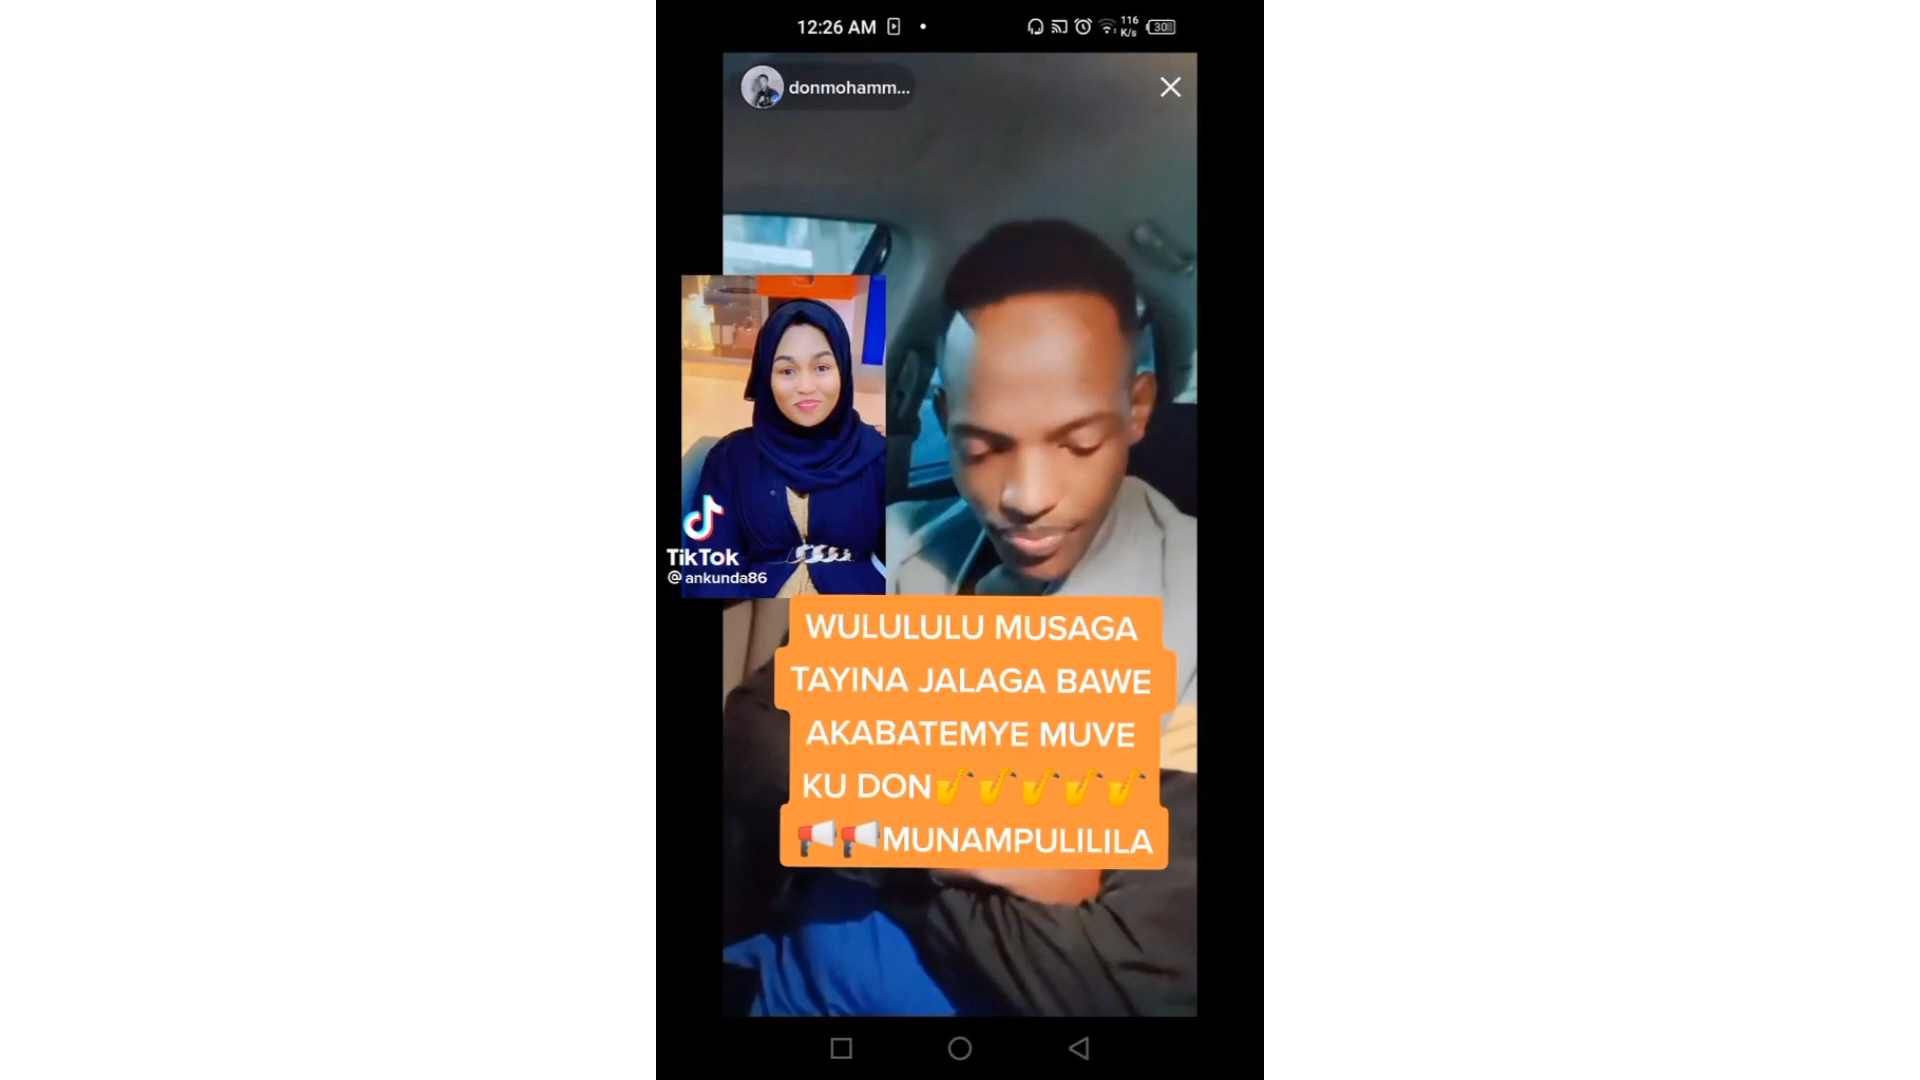 12:26 AM
116
K/s
30
donmohamm...
TikTok
@ankunda86
WULULULU MUSAGA
TAYINA JALAGA BAWE
AKABATEMYE MUVE
KU DON🎷🎷🎷🎷🎷
📢📢MUNAMPULILILA